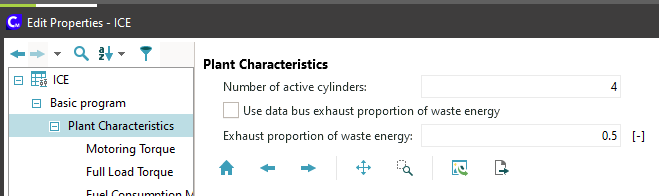 Edit Properties - ICE
ICE
Basic program
Plant Characteristics
Motoring Torque
Full Load Torque
Fuel Consumption M
Plant Characteristics
Number of active cylinders: 4
Use data bus exhaust proportion of waste energy
Exhaust proportion of waste energy: 0.5 [-]